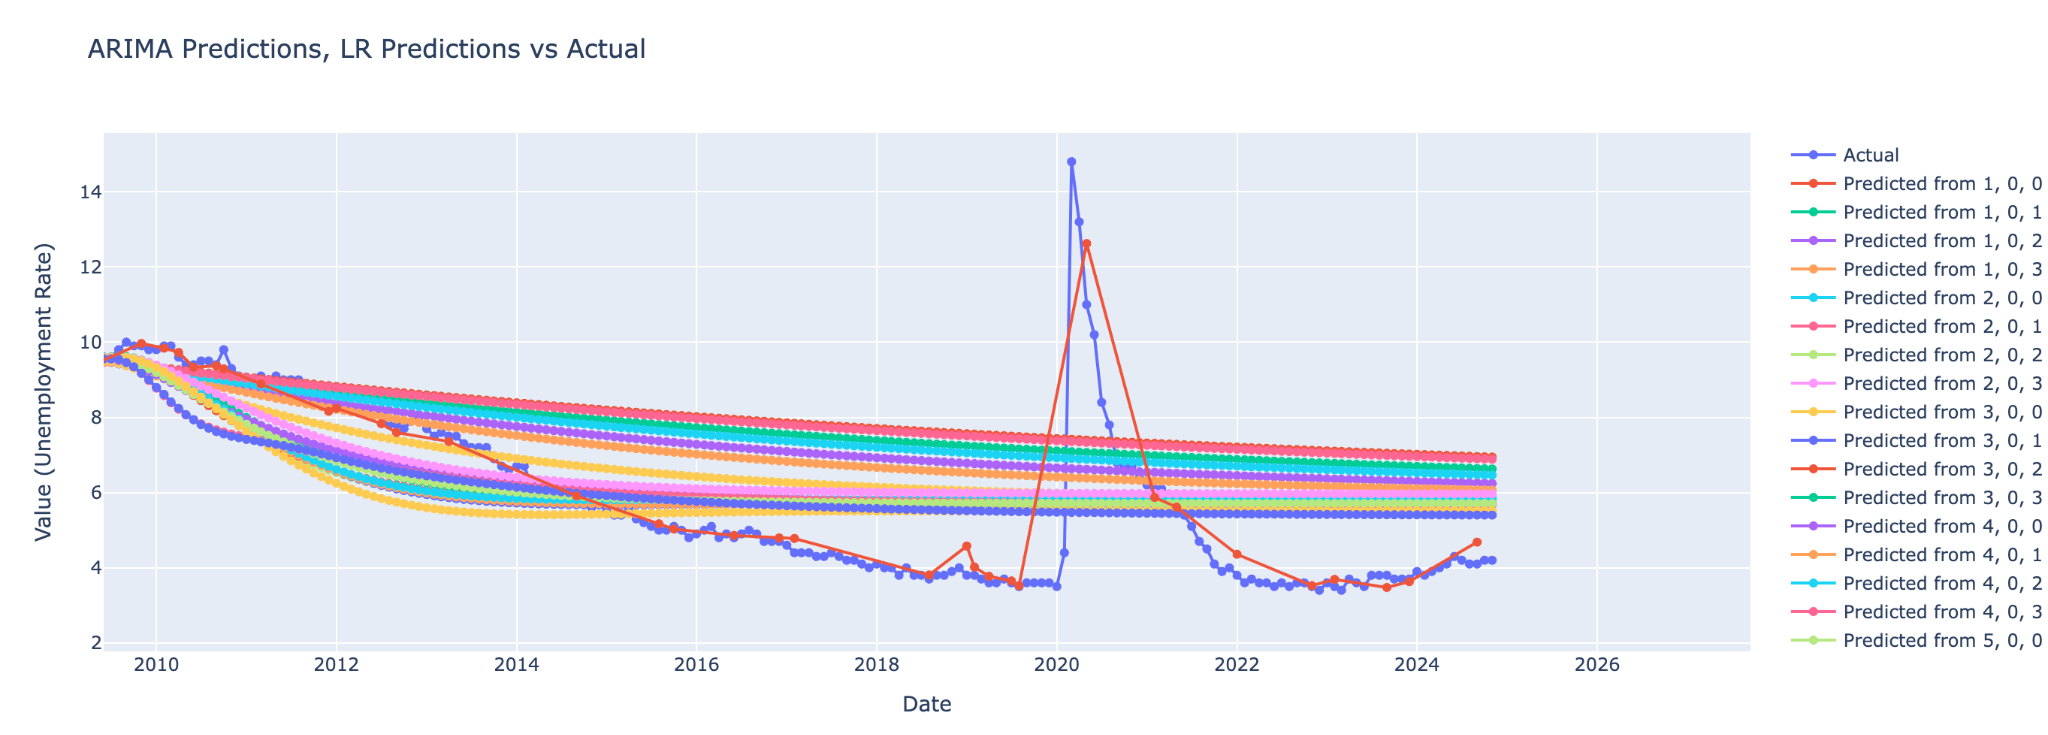 ARIMA Predictions, LR Predictions vs Actual
Value (Unemployment Rate)
14
12
10
8
6
4
2
2010 2012 2014 2016 2018 2020 2022 2024 2026
Date
Actual
Predicted from 1, 0, 0
Predicted from 1, 0, 1
Predicted from 1, 0, 2
Predicted from 1, 0, 3
Predicted from 2, 0, 0
Predicted from 2, 0, 1
Predicted from 2, 0, 2
Predicted from 2, 0, 3
Predicted from 3, 0, 0
Predicted from 3, 0, 1
Predicted from 3, 0, 2
Predicted from 3, 0, 3
Predicted from 4, 0, 0
Predicted from 4, 0, 1
Predicted from 4, 0, 2
Predicted from 4, 0, 3
Predicted from 5, 0, 0